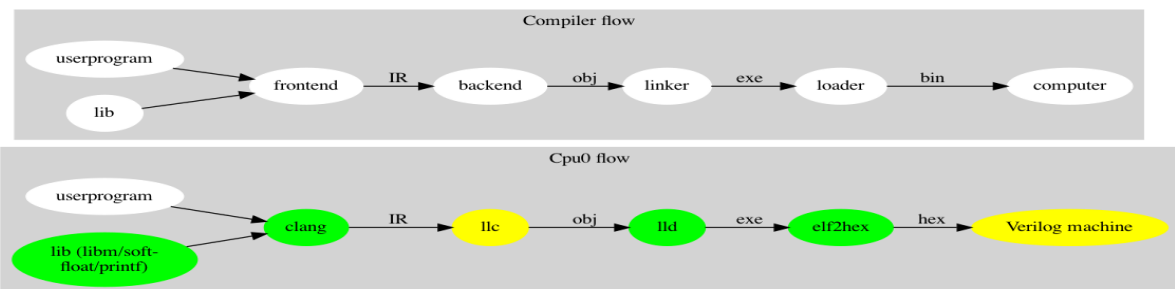 Compiler flow
userprogram
lib
frontend
IR
backend
obj
linker
exe
loader
bin
computer
Cpu0 flow
userprogram
lib (libm/soft-
float/printf)
clang
IR
llc
obj
lld
exe
elf2hex
hex
Verilog machine